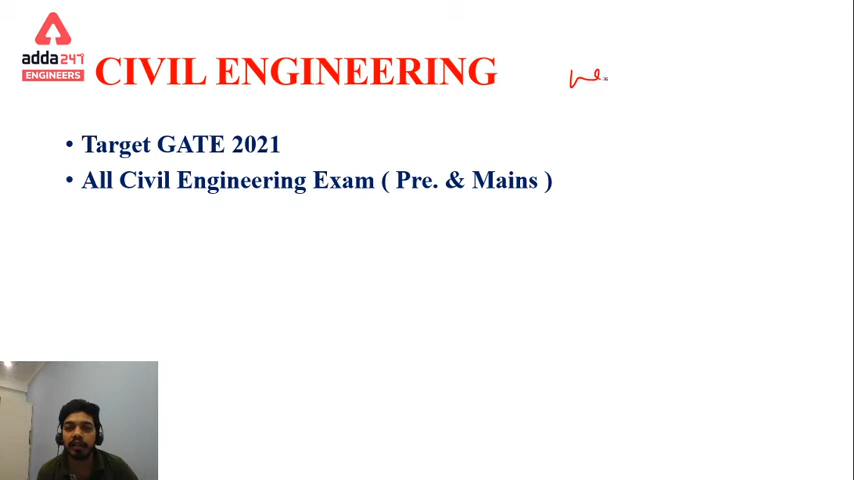 adda247
ENGINEERS
CIVIL ENGINEERING
• Target GATE 2021
• All Civil Engineering Exam ( Pre. & Mains )